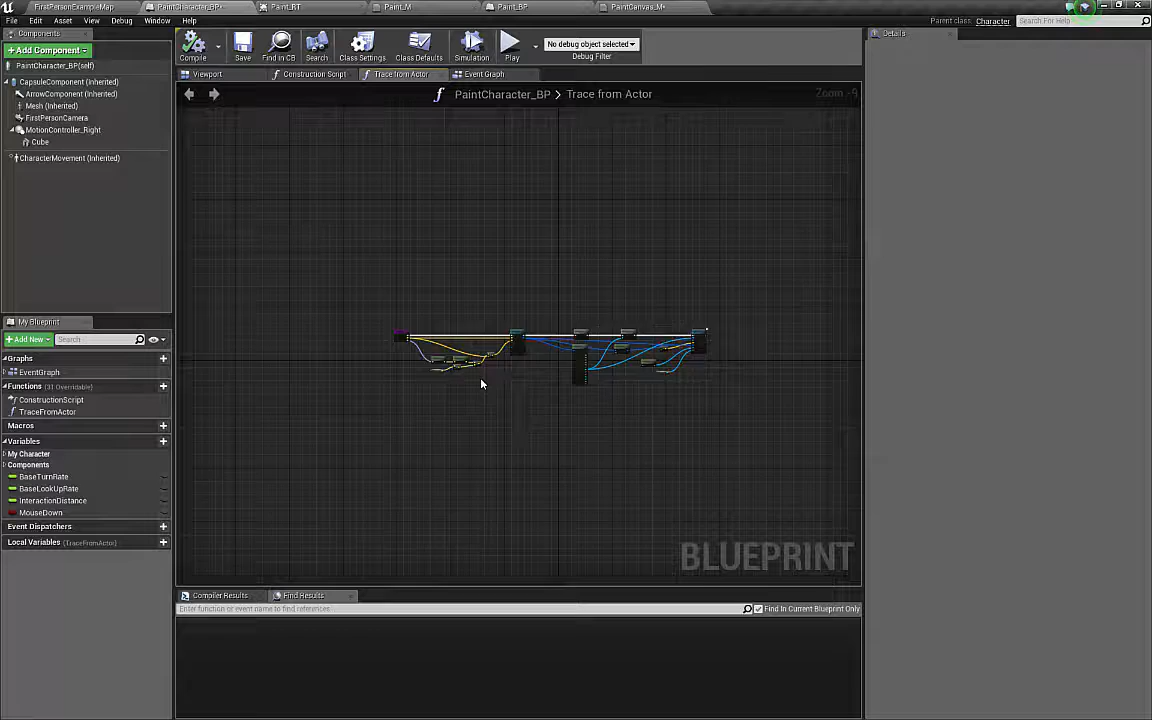 FirstPersonExampleMap
PaintCharacter_BP*
Paint_RT
Paint_M
Paint_BP
PaintCanvas_M*
File Edit Asset View Debug Window Help
Parent class: Character
Search For Help
Components
+Add Component
PaintCharacter_BP(self)
CapsuleComponent (Inherited)
ArrowComponent (Inherited)
Mesh (Inherited)
FirstPersonCamera
MotionController_Right
Cube
CharacterMovement (Inherited)
Compile
Save
Find in CB
Search
Class Settings
Class Defaults
Simulation
Play
No debug object selected
Debug Filter
Details
Viewport
Construction Script
Trace from Actor
Event Graph
f PaintCharacter_BP > Trace from Actor
Zoom -9
My Blueprint
+Add New
Search
Graphs
EventGraph
Functions (31 Overridable)
ConstructionScript
TraceFromActor
Macros
Variables
My Character
Components
BaseTurnRate
BaseLookUpRate
InteractionDistance
MouseDown
Event Dispatchers
Local Variables (TraceFromActor)
BLUEPRINT
Compiler Results
Find Results
Enter function or event name to find references...
Find In Current Blueprint Only